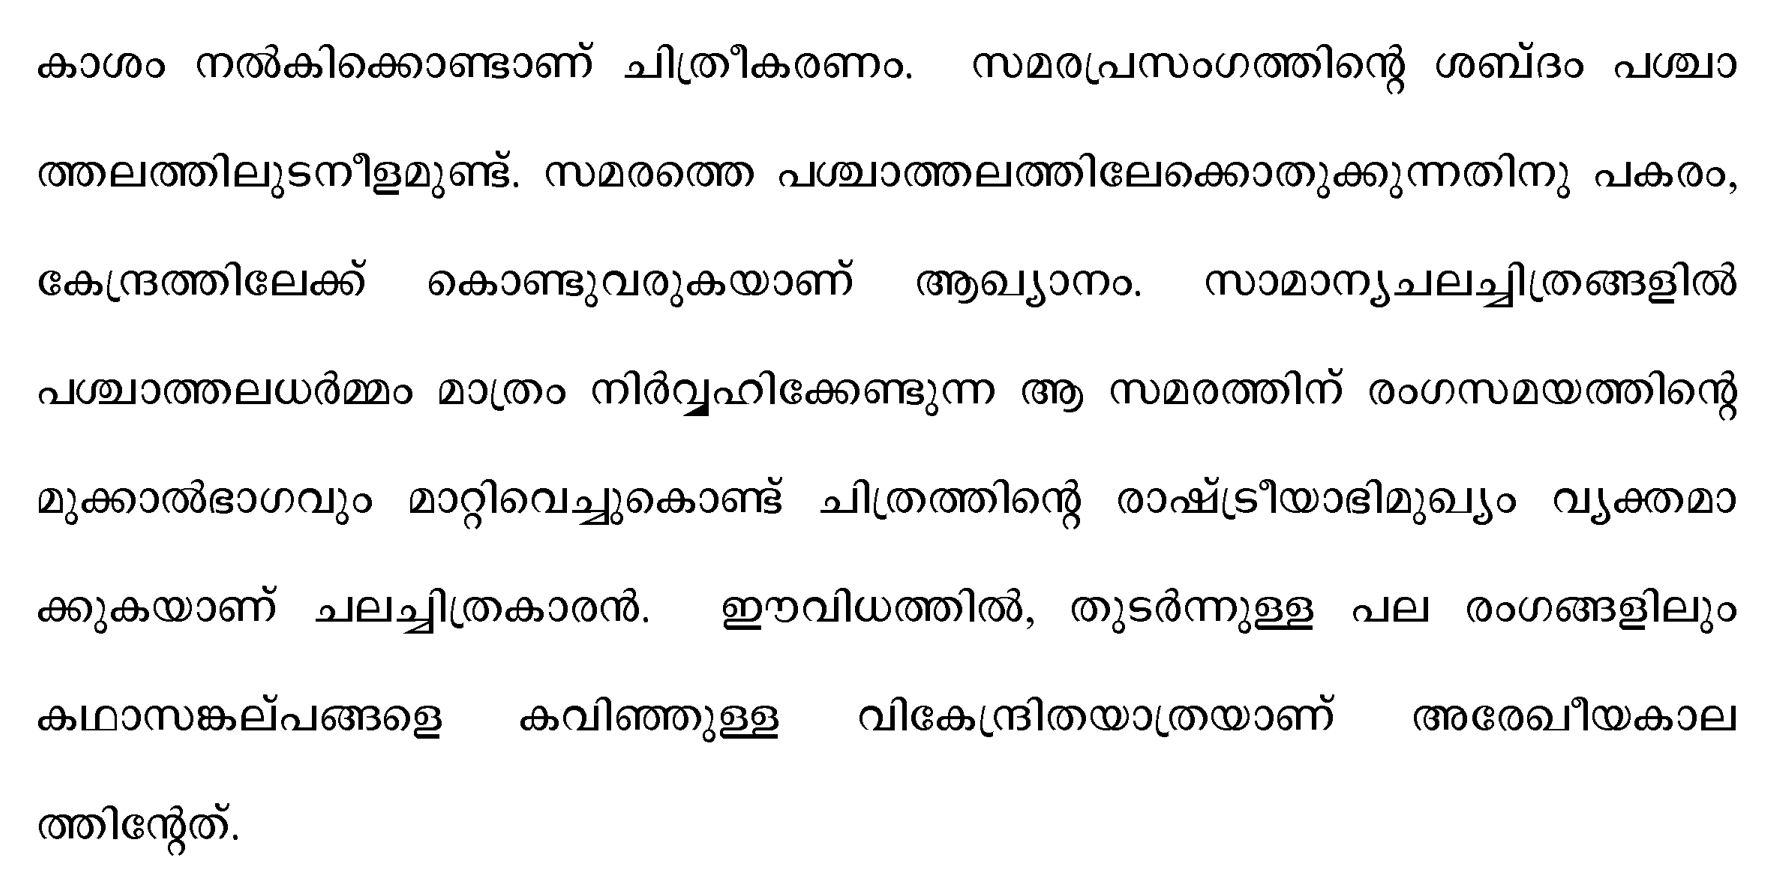 കാശം നൽകിക്കൊണ്ടാണ് ചിത്രീകരണം. സമരപ്രസംഗത്തിന്റെ ശബ്ദം പശ്ചാ
ത്തലത്തിലുടനീളമുണ്ട്. സമരത്തെ പശ്ചാത്തലത്തിലേക്കൊതുക്കുന്നതിനു പകരം,
കേന്ദ്രത്തിലേക്ക് കൊണ്ടുവരുകയാണ് ആഖ്യാനം. സാമാന്യചലച്ചിത്രങ്ങളിൽ
പശ്ചാത്തലധർമ്മം മാത്രം നിർവ്വഹിക്കേണ്ടുന്ന ആ സമരത്തിന് രംഗസമയത്തിന്റെ
മുക്കാൽഭാഗവും മാറ്റിവെച്ചുകൊണ്ട് ചിത്രത്തിന്റെ രാഷ്ട്രീയാഭിമുഖ്യം വ്യക്തമാ
ക്കുകയാണ് ചലച്ചിത്രകാരൻ. ഈവിധത്തിൽ, തുടർന്നുള്ള പല രംഗങ്ങളിലും
കഥാസങ്കല്പങ്ങളെ കവിഞ്ഞുള്ള വികേന്ദ്രിതയാത്രയാണ് അരേഖീയകാല
ത്തിന്റേത്.